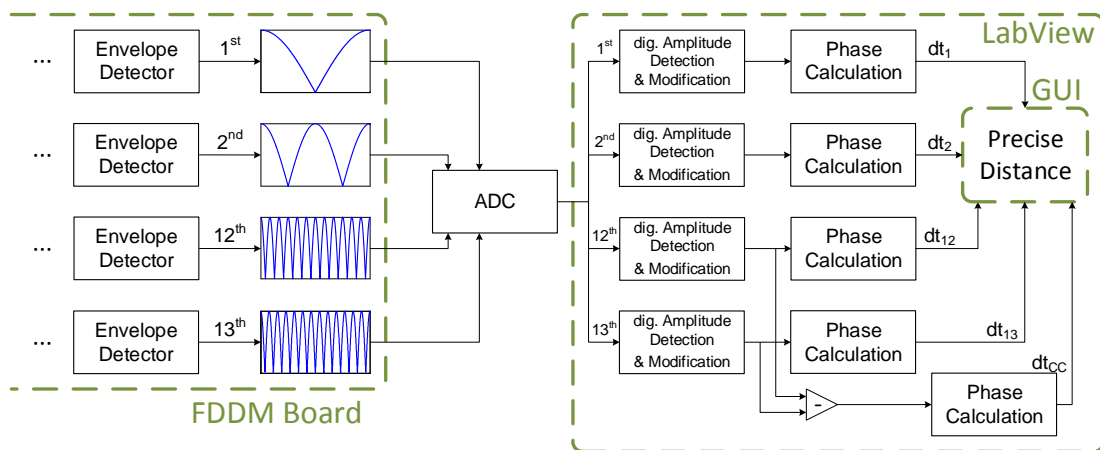 LabView
...
Envelope
Detector
1st
1st
dig. Amplitude
Detection
& Modification
Phase
Calculation
dt1
GUI
...
Envelope
Detector
2nd
ADC
2nd
dig. Amplitude
Detection
& Modification
Phase
Calculation
dt2
Precise
Distance
...
Envelope
Detector
12th
12th
dig. Amplitude
Detection
& Modification
Phase
Calculation
dt12
...
Envelope
Detector
13th
13th
dig. Amplitude
Detection
& Modification
Phase
Calculation
dt13
dtCC
-
Phase
Calculation
FDDM Board